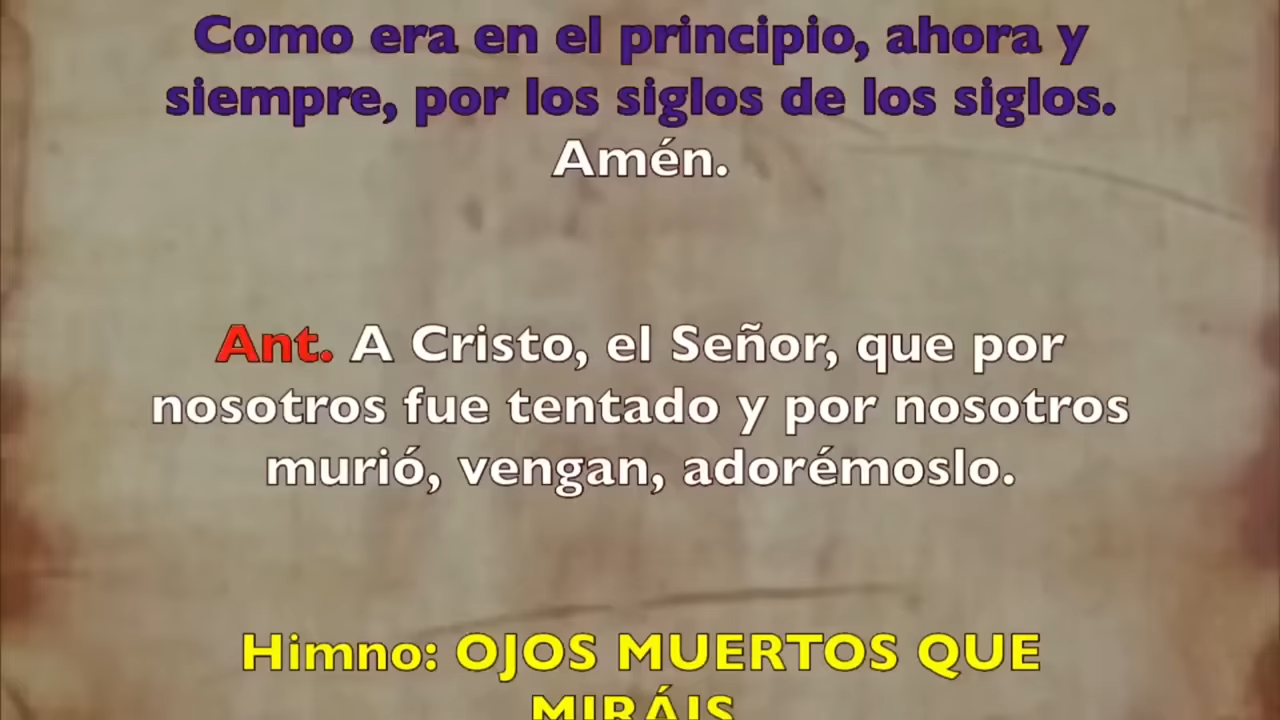 Como era en el principio, ahora y
siempre, por los siglos de los siglos.
Amén.
Ant. A Cristo, el Señor, que por
nosotros fue tentado y por nosotros
murió, vengan, adorémoslo.
Himno: OJOS MUERTOS QUE
MIRÁIS